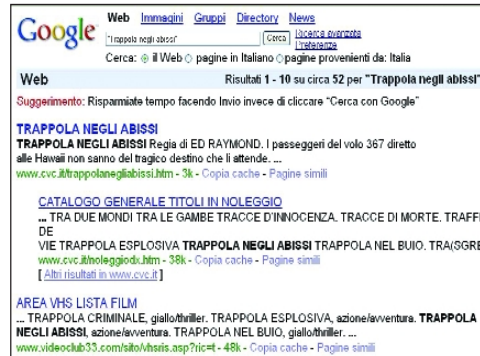 Google
Web Immagini Gruppi Directory News
"Trappola negli abissi" Cerca Ricerca avanzata
Preferenze
Cerca: il Web pagine in Italiano pagine provenienti da: Italia
Web Risultati 1 - 10 su circa 52 per "Trappola negli abissi"
Suggerimento: Risparmiate tempo facendo Invio invece di cliccare "Cerca con Google"
TRAPPOLA NEGLI ABISSI
TRAPPOLA NEGLI ABISSI Regia di ED RAYMOND. I passeggeri del volo 367 diretto
alle Hawaii non sanno del tragico destino che li attende. ...
www.cvc.it/trappolanegliabissi.htm - 3k - Copia cache - Pagine simili
CATALOGO GENERALE TITOLI IN NOLEGGIO
... TRA DUE MONDI TRA LE GAMBE TRACCE D'INNOCENZA. TRACCE DI MORTE. TRAFF
DE
VIE TRAPPOLA ESPLOSIVA TRAPPOLA NEGLI ABISSI TRAPPOLA NEL BUIO. TRA(SGRE
www.cvc.it/noleggiodx.htm - 38k - Copia cache - Pagine simili
[ Altri risultati in www.cvc.it ]
AREA VHS LISTA FILM
... TRAPPOLA CRIMINALE, giallo/thriller. TRAPPOLA ESPLOSIVA, azione/avventura. TRAPPOLA
NEGLI ABISSI, azione/avventura. TRAPPOLA NEL BUIO, giallo/thriller. ...
www.videoclub33.com/sito/vhsris.asp?ric=t - 48k - Copia cache - Pagine simili